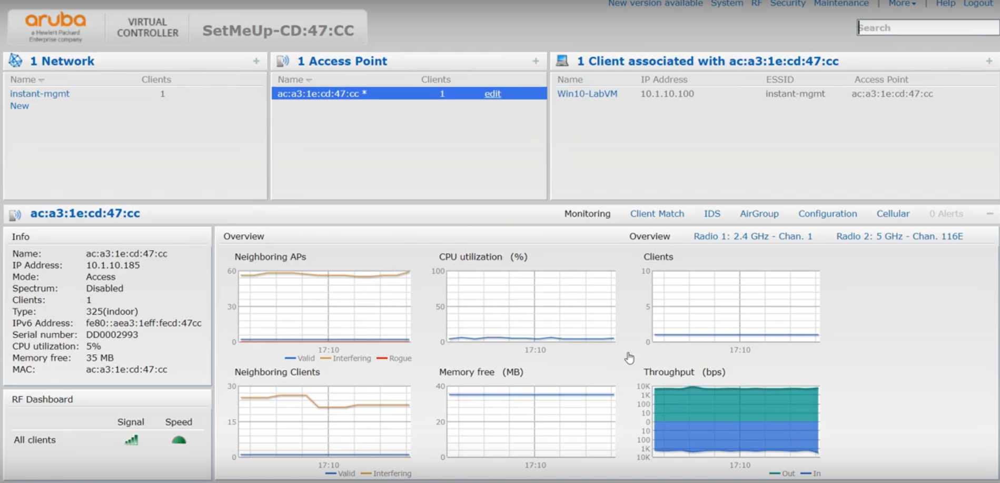 New version available System RF Security Maintenance | More | Help Logout
aruba
a Hewlett Packard
Enterprise company
VIRTUAL
CONTROLLER
SetMeUp-CD:47:CC
Search
1 Network +
Name Clients
instant-mgmt 1
New
1 Access Point +
Name Clients
ac:a3:1e:cd:47:cc * 1 edit
1 Client associated with ac:a3:1e:cd:47:cc +
Name IP Address ESSID Access Point
Win10-LabVM 10.1.10.100 instant-mgmt ac:a3:1e:cd:47:cc
ac:a3:1e:cd:47:cc
Monitoring Client Match IDS AirGroup Configuration Cellular 0 Alerts −
Info
Name: ac:a3:1e:cd:47:cc
IP Address: 10.1.10.185
Mode: Access
Spectrum: Disabled
Clients: 1
Type: 325(indoor)
IPv6 Address: fe80::aea3:1eff:fecd:47cc
Serial number: DD0002993
CPU utilization: 5%
Memory free: 35 MB
MAC: ac:a3:1e:cd:47:cc
RF Dashboard
Signal Speed
All clients
Overview
Overview Radio 1: 2.4 GHz - Chan. 1 Radio 2: 5 GHz - Chan. 116E
Neighboring APs
60
30
0
17:10
Valid Interfering Rogue
CPU utilization (%)
100
50
0
17:10
Clients
10
5
0
17:10
Neighboring Clients
30
15
0
17:10
Valid Interfering
Memory free (MB)
40
20
0
17:10
Throughput (bps)
10K
1K
100
10
0
10
100
1K
10K
17:10
Out In